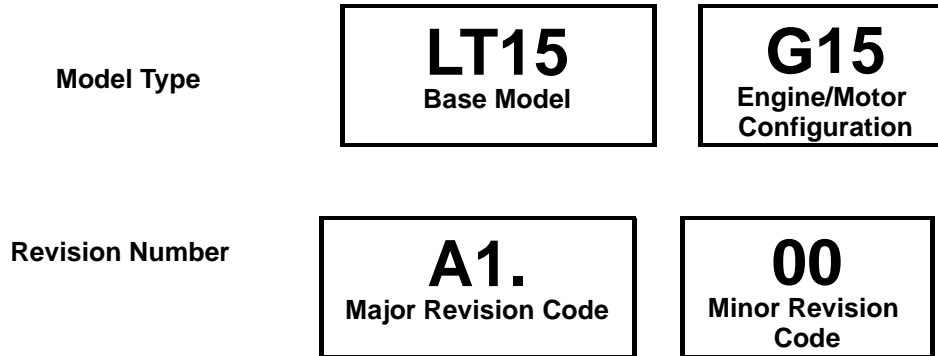 Model Type
LT15
Base Model
G15
Engine/Motor
Configuration
Revision Number
A1.
Major Revision Code
00
Minor Revision
Code